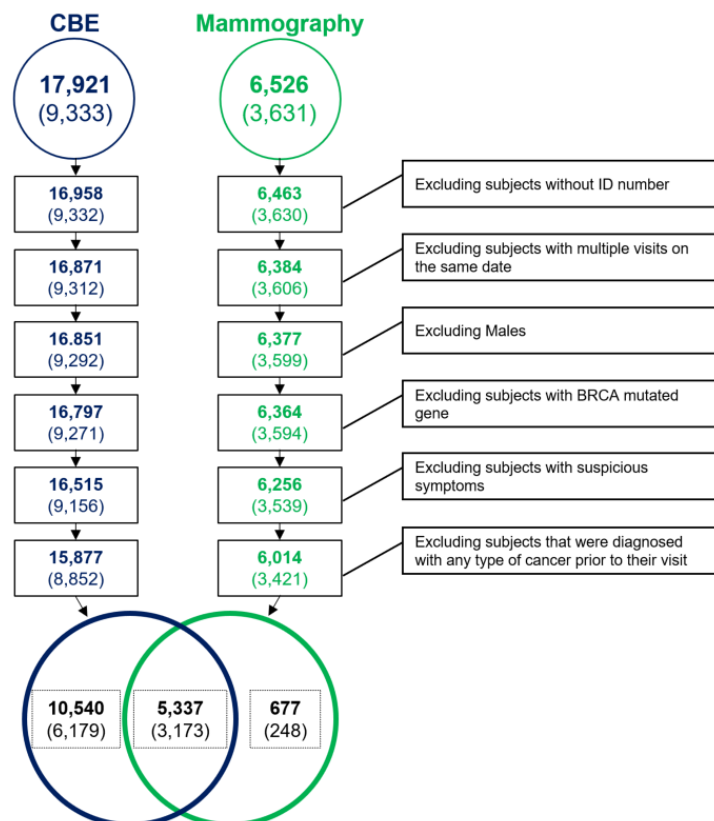 CBE
Mammography
17,921
(9,333)
6,526
(3,631)
16,958
(9,332)
6,463
(3,630)
Excluding subjects without ID number
16,871
(9,312)
6,384
(3,606)
Excluding subjects with multiple visits on
the same date
16.851
(9,292)
6,377
(3,599)
Excluding Males
16,797
(9,271)
6,364
(3,594)
Excluding subjects with BRCA mutated
gene
16,515
(9,156)
6,256
(3,539)
Excluding subjects with suspicious
symptoms
15,877
(8,852)
6,014
(3,421)
Excluding subjects that were diagnosed
with any type of cancer prior to their visit
10,540
(6,179)
5,337
(3,173)
677
(248)